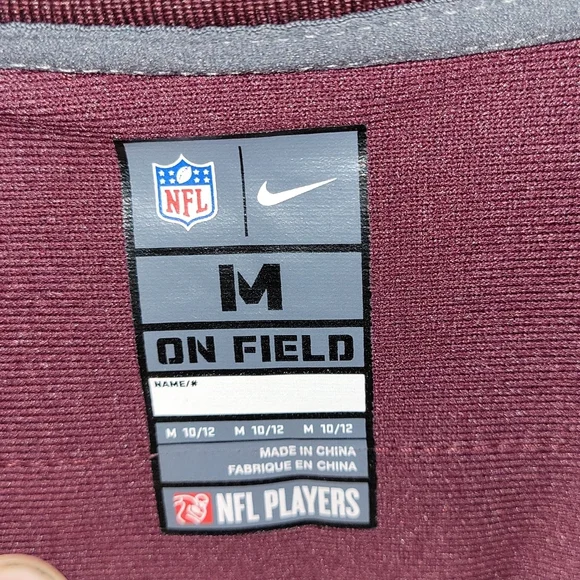 NFL
M
ON FIELD
NAME/#
M 10/12 M 10/12 M 10/12
MADE IN CHINA
FABRIQUE EN CHINA
NFL PLAYERS